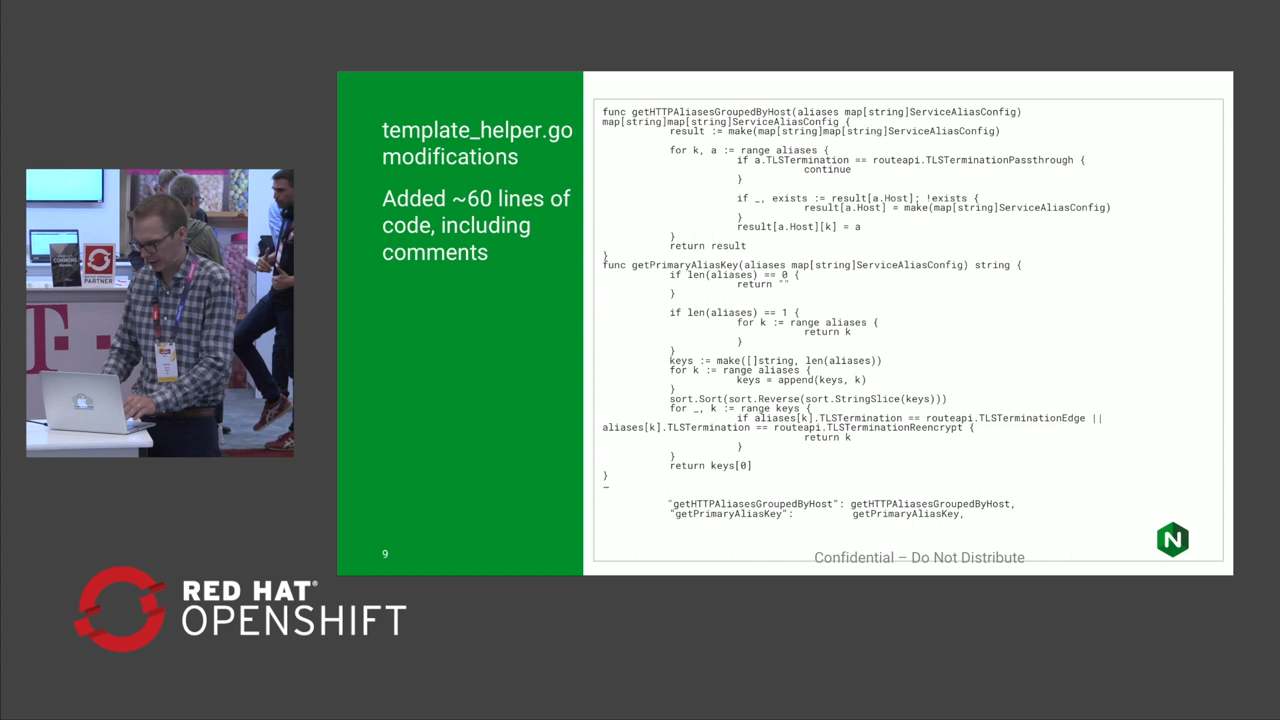 template_helper.go
modifications
Added ~60 lines of
code, including
comments
9
func getHTTPAliasesGroupedByHost(aliases map[string]ServiceAliasConfig)
map[string]map[string]ServiceAliasConfig {
result := make(map[string]map[string]ServiceAliasConfig)
for k, a := range aliases {
if a.TLSTermination == routeapi.TLSTerminationPassthrough {
continue
}
if _, exists := result[a.Host]; !exists {
result[a.Host] = make(map[string]ServiceAliasConfig)
}
result[a.Host][k] = a
}
return result
}
func getPrimaryAliasKey(aliases map[string]ServiceAliasConfig) string {
if len(aliases) == 0 {
return ""
}
if len(aliases) == 1 {
for k := range aliases {
return k
}
}
keys := make([]string, len(aliases))
for k := range aliases {
keys = append(keys, k)
}
sort.Sort(sort.Reverse(sort.StringSlice(keys)))
for _, k := range keys {
if aliases[k].TLSTermination == routeapi.TLSTerminationEdge ||
aliases[k].TLSTermination == routeapi.TLSTerminationReencrypt {
return k
}
}
return keys[0]
}
…
"getHTTPAliasesGroupedByHost": getHTTPAliasesGroupedByHost,
"getPrimaryAliasKey": getPrimaryAliasKey,
N
Confidential – Do Not Distribute
COMMONS
RED HAT OPENSHIFT
PARTNER
T
RED HAT®
OPENSHIFT